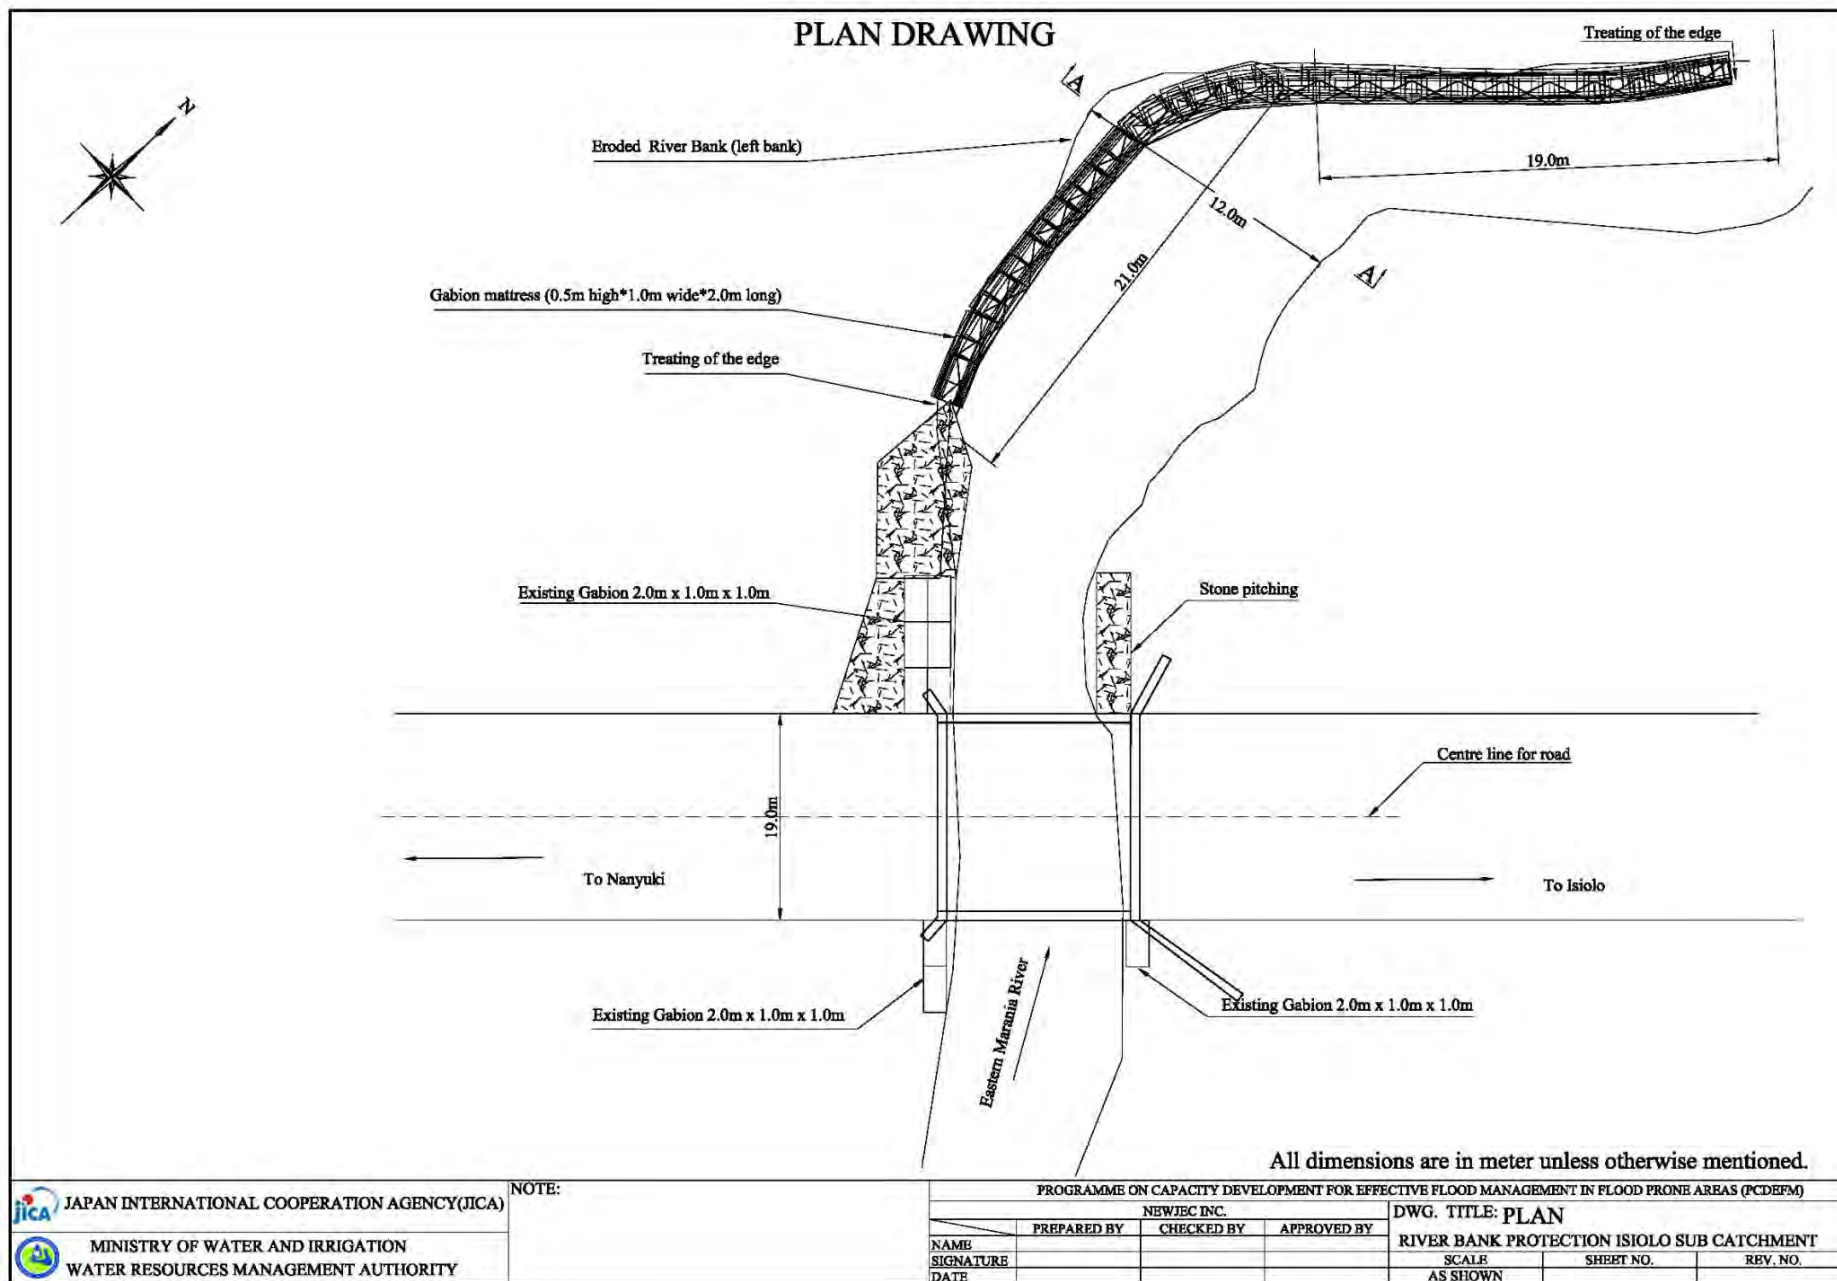 PLAN DRAWING
Treating of the edge
N
A
Eroded River Bank (left bank)
19.0m
12.0m
21.0m
A
Gabion mattress (0.5m high*1.0m wide*2.0m long)
Treating of the edge
Existing Gabion 2.0m x 1.0m x 1.0m
Stone pitching
Centre line for road
19.0m
To Nanyuki
To Isiolo
Eastern Marania River
Existing Gabion 2.0m x 1.0m x 1.0m
Existing Gabion 2.0m x 1.0m x 1.0m
All dimensions are in meter unless otherwise mentioned.
jICA
JAPAN INTERNATIONAL COOPERATION AGENCY(JICA)
MINISTRY OF WATER AND IRRIGATION
WATER RESOURCES MANAGEMENT AUTHORITY
NOTE:
PROGRAMME ON CAPACITY DEVELOPMENT FOR EFFECTIVE FLOOD MANAGEMENT IN FLOOD PRONE AREAS (PCDEFM)
NEWJEC INC.
PREPARED BY CHECKED BY APPROVED BY
NAME
SIGNATURE
DATE
DWG. TITLE: PLAN
RIVER BANK PROTECTION ISIOLO SUB CATCHMENT
SCALE SHEET NO. REV. NO.
AS SHOWN